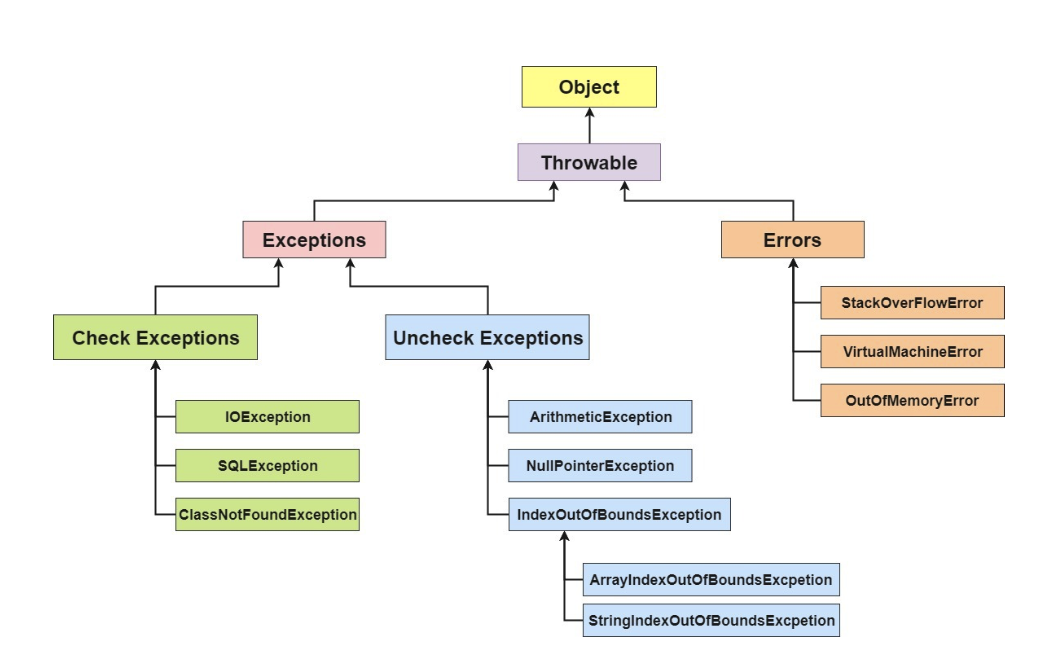 Object
Throwable
Exceptions
Errors
StackOverFlowError
VirtualMachineError
OutOfMemoryError
Check Exceptions
Uncheck Exceptions
IOException
SQLException
ClassNotFoundException
ArithmeticException
NullPointerException
IndexOutOfBoundsException
ArrayIndexOutOfBoundsExcpetion
StringIndexOutOfBoundsExcpetion